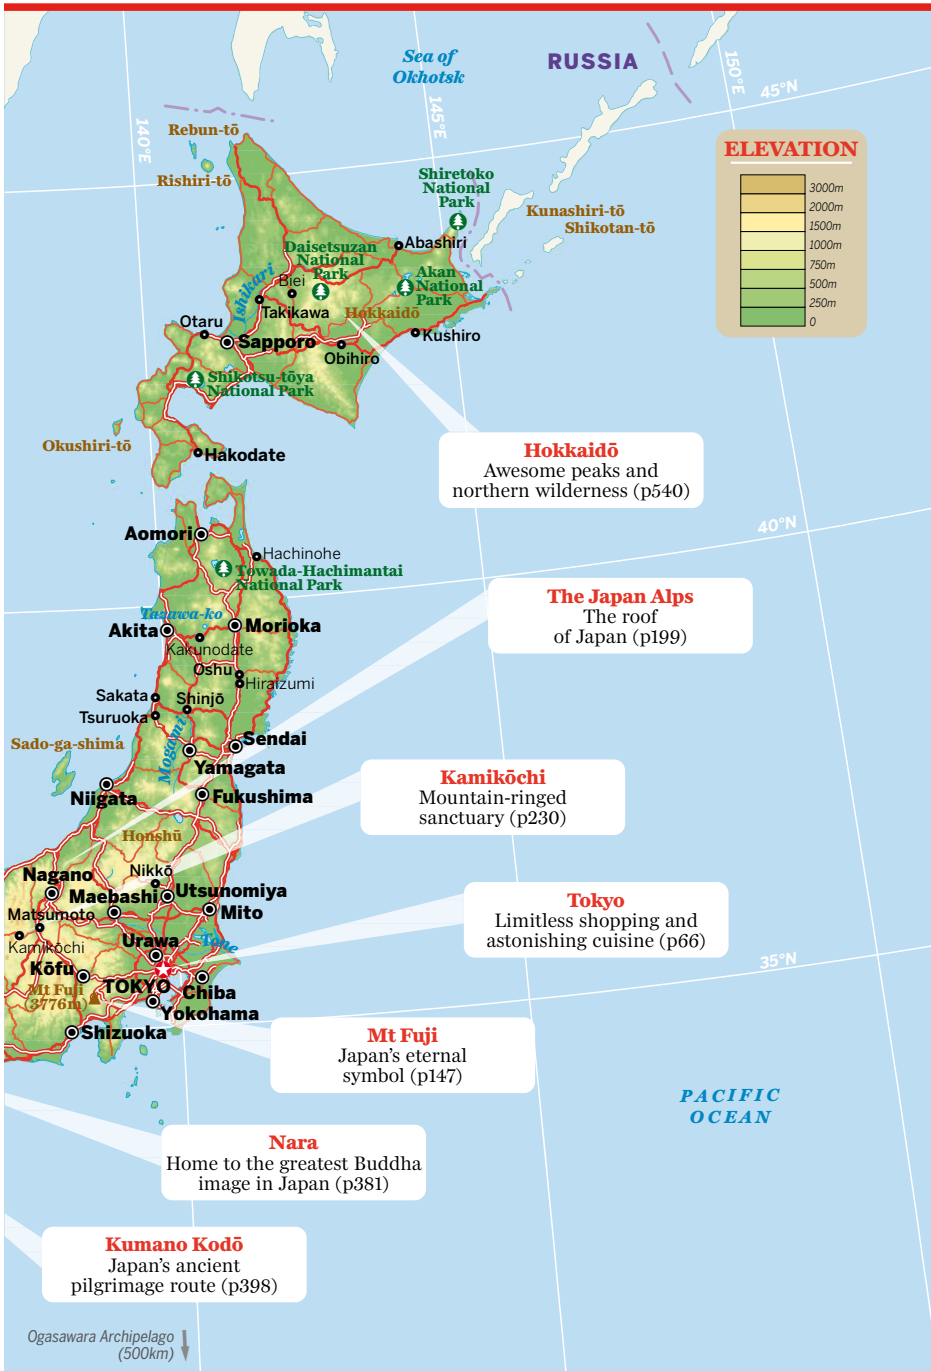 Sea of
Okhotsk
RUSSIA
150°E
45°N
145°E
140°E
Rebun-tō
Rishiri-tō
ELEVATION
3000m
2000m
1500m
1000m
750m
500m
250m
0
Shiretoko
National
Park
Kunashiri-tō
Shikotan-tō
Abashiri
Daisetsuzan
National
Park
Biei
Akan
National
Park
Ishikari
Takikawa
Hokkaidō
Otaru
Sapporo
Kushiro
Obihiro
Shikotsu-tōya
National Park
Okushiri-tō
Hakodate
Hokkaidō
Awesome peaks and
northern wilderness (p540)
40°N
Aomori
Hachinohe
Towada-Hachimantai
National Park
The Japan Alps
The roof
of Japan (p199)
Tazawa-ko
Akita
Morioka
Kakunodate
Oshu
Hiraizumi
Sakata
Shinjō
Tsuruoka
Mogami
Sado-ga-shima
Sendai
Yamagata
Niigata
Fukushima
Kamikōchi
Mountain-ringed
sanctuary (p230)
Honshū
Nagano
Nikkō
Maebashi
Utsunomiya
Matsumoto
Mito
Kamikōchi
Urawa
Tone
Tokyo
Limitless shopping and
astonishing cuisine (p66)
35°N
Kōfu
TOKYO
Chiba
Mt Fuji
(3776m)
Yokohama
Shizuoka
Mt Fuji
Japan's eternal
symbol (p147)
PACIFIC
OCEAN
Nara
Home to the greatest Buddha
image in Japan (p381)
Kumano Kodō
Japan's ancient
pilgrimage route (p398)
Ogasawara Archipelago
(500km)